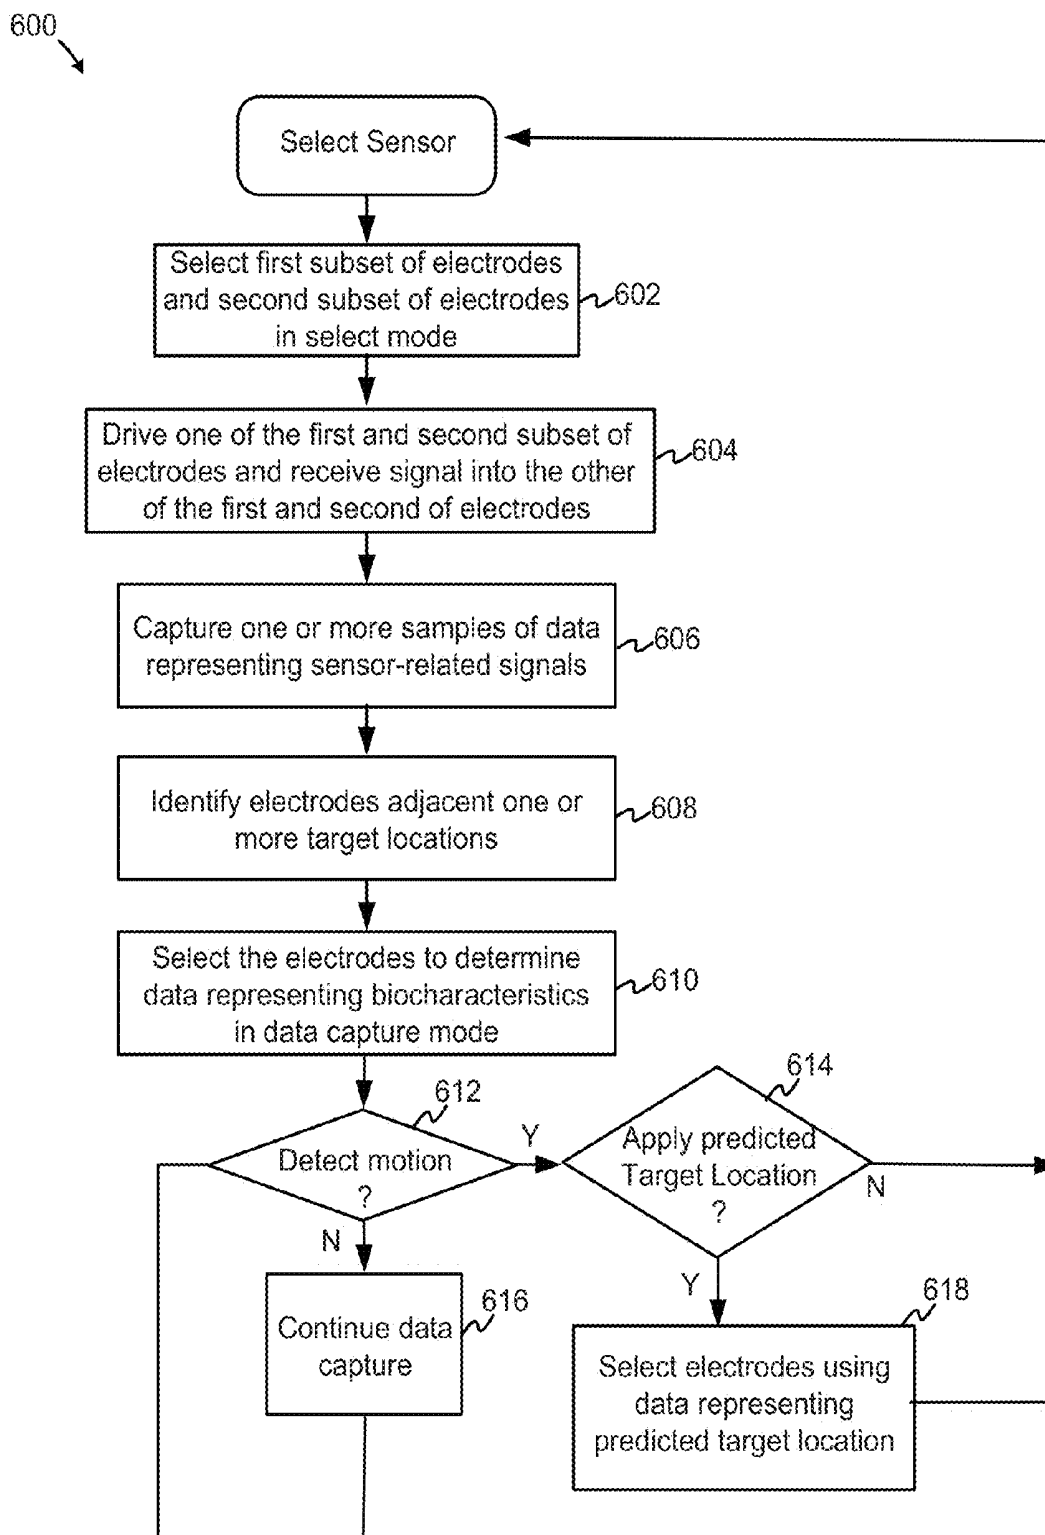 600
Select Sensor
Select first subset of electrodes
and second subset of electrodes
in select mode
602
Drive one of the first and second subset of
electrodes and receive signal into the other
of the first and second of electrodes
604
Capture one or more samples of data
representing sensor-related signals
606
Identify electrodes adjacent one or
more target locations
608
Select the electrodes to determine
data representing biocharacteristics
in data capture mode
610
612
Detect motion
?
Y
N
614
Apply predicted
Target Location
?
N
Y
616
Continue data
capture
618
Select electrodes using
data representing
predicted target location